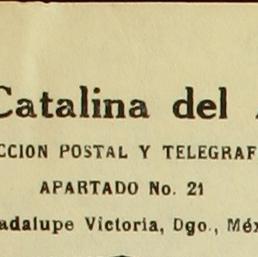 Catalina del
CCION POSTAL Y TELEGRAF
APARTADO No. 21
adalupe Victoria, Dgo., Méx